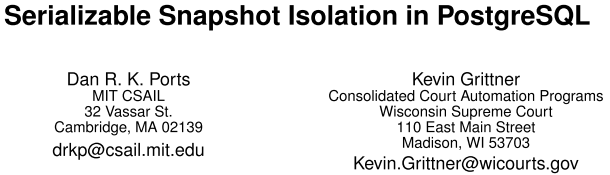 Serializable Snapshot Isolation in PostgreSQL
Dan R. K. Ports
MIT CSAIL
32 Vassar St.
Cambridge, MA 02139
drkp@csail.mit.edu
Kevin Grittner
Consolidated Court Automation Programs
Wisconsin Supreme Court
110 East Main Street
Madison, WI 53703
Kevin.Grittner@wicourts.gov